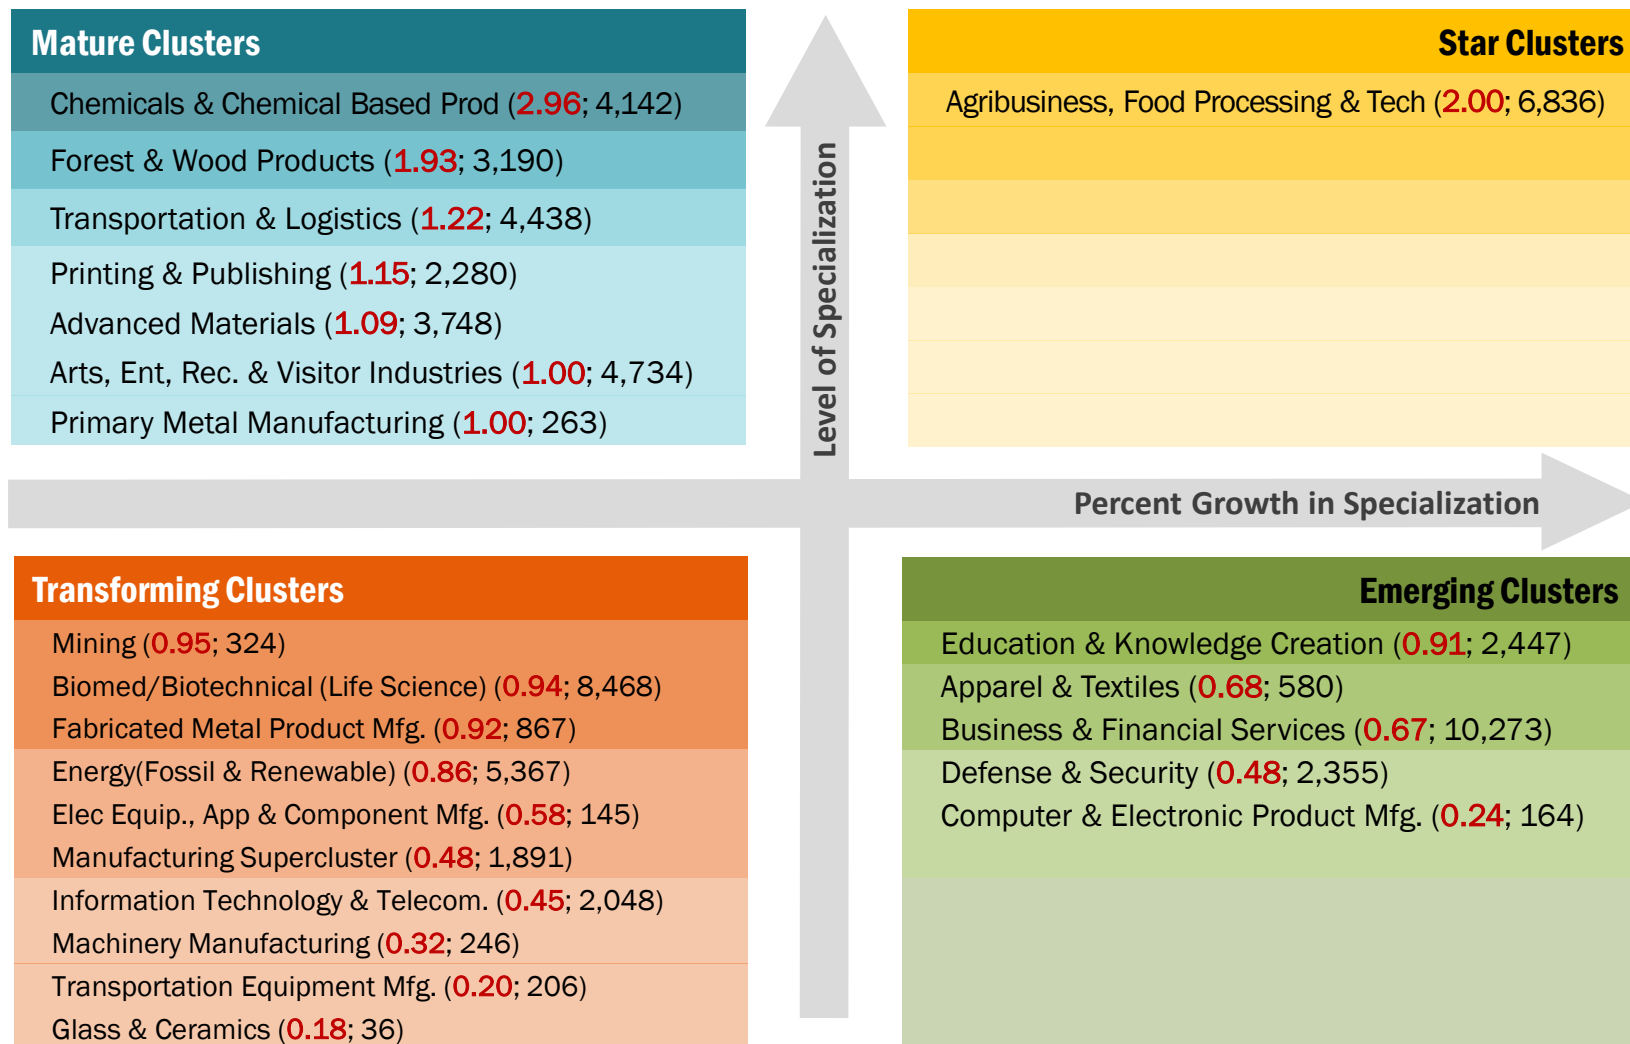 Mature Clusters
Chemicals & Chemical Based Prod (2.96; 4,142)
Forest & Wood Products (1.93; 3,190)
Transportation & Logistics (1.22; 4,438)
Printing & Publishing (1.15; 2,280)
Advanced Materials (1.09; 3,748)
Arts, Ent, Rec. & Visitor Industries (1.00; 4,734)
Primary Metal Manufacturing (1.00; 263)
Level of Specialization
Star Clusters
Agribusiness, Food Processing & Tech (2.00; 6,836)
Percent Growth in Specialization
Transforming Clusters
Mining (0.95; 324)
Biomed/Biotechnical (Life Science) (0.94; 8,468)
Fabricated Metal Product Mfg. (0.92; 867)
Energy(Fossil & Renewable) (0.86; 5,367)
Elec Equip., App & Component Mfg. (0.58; 145)
Manufacturing Supercluster (0.48; 1,891)
Information Technology & Telecom. (0.45; 2,048)
Machinery Manufacturing (0.32; 246)
Transportation Equipment Mfg. (0.20; 206)
Glass & Ceramics (0.18; 36)
Emerging Clusters
Education & Knowledge Creation (0.91; 2,447)
Apparel & Textiles (0.68; 580)
Business & Financial Services (0.67; 10,273)
Defense & Security (0.48; 2,355)
Computer & Electronic Product Mfg. (0.24; 164)